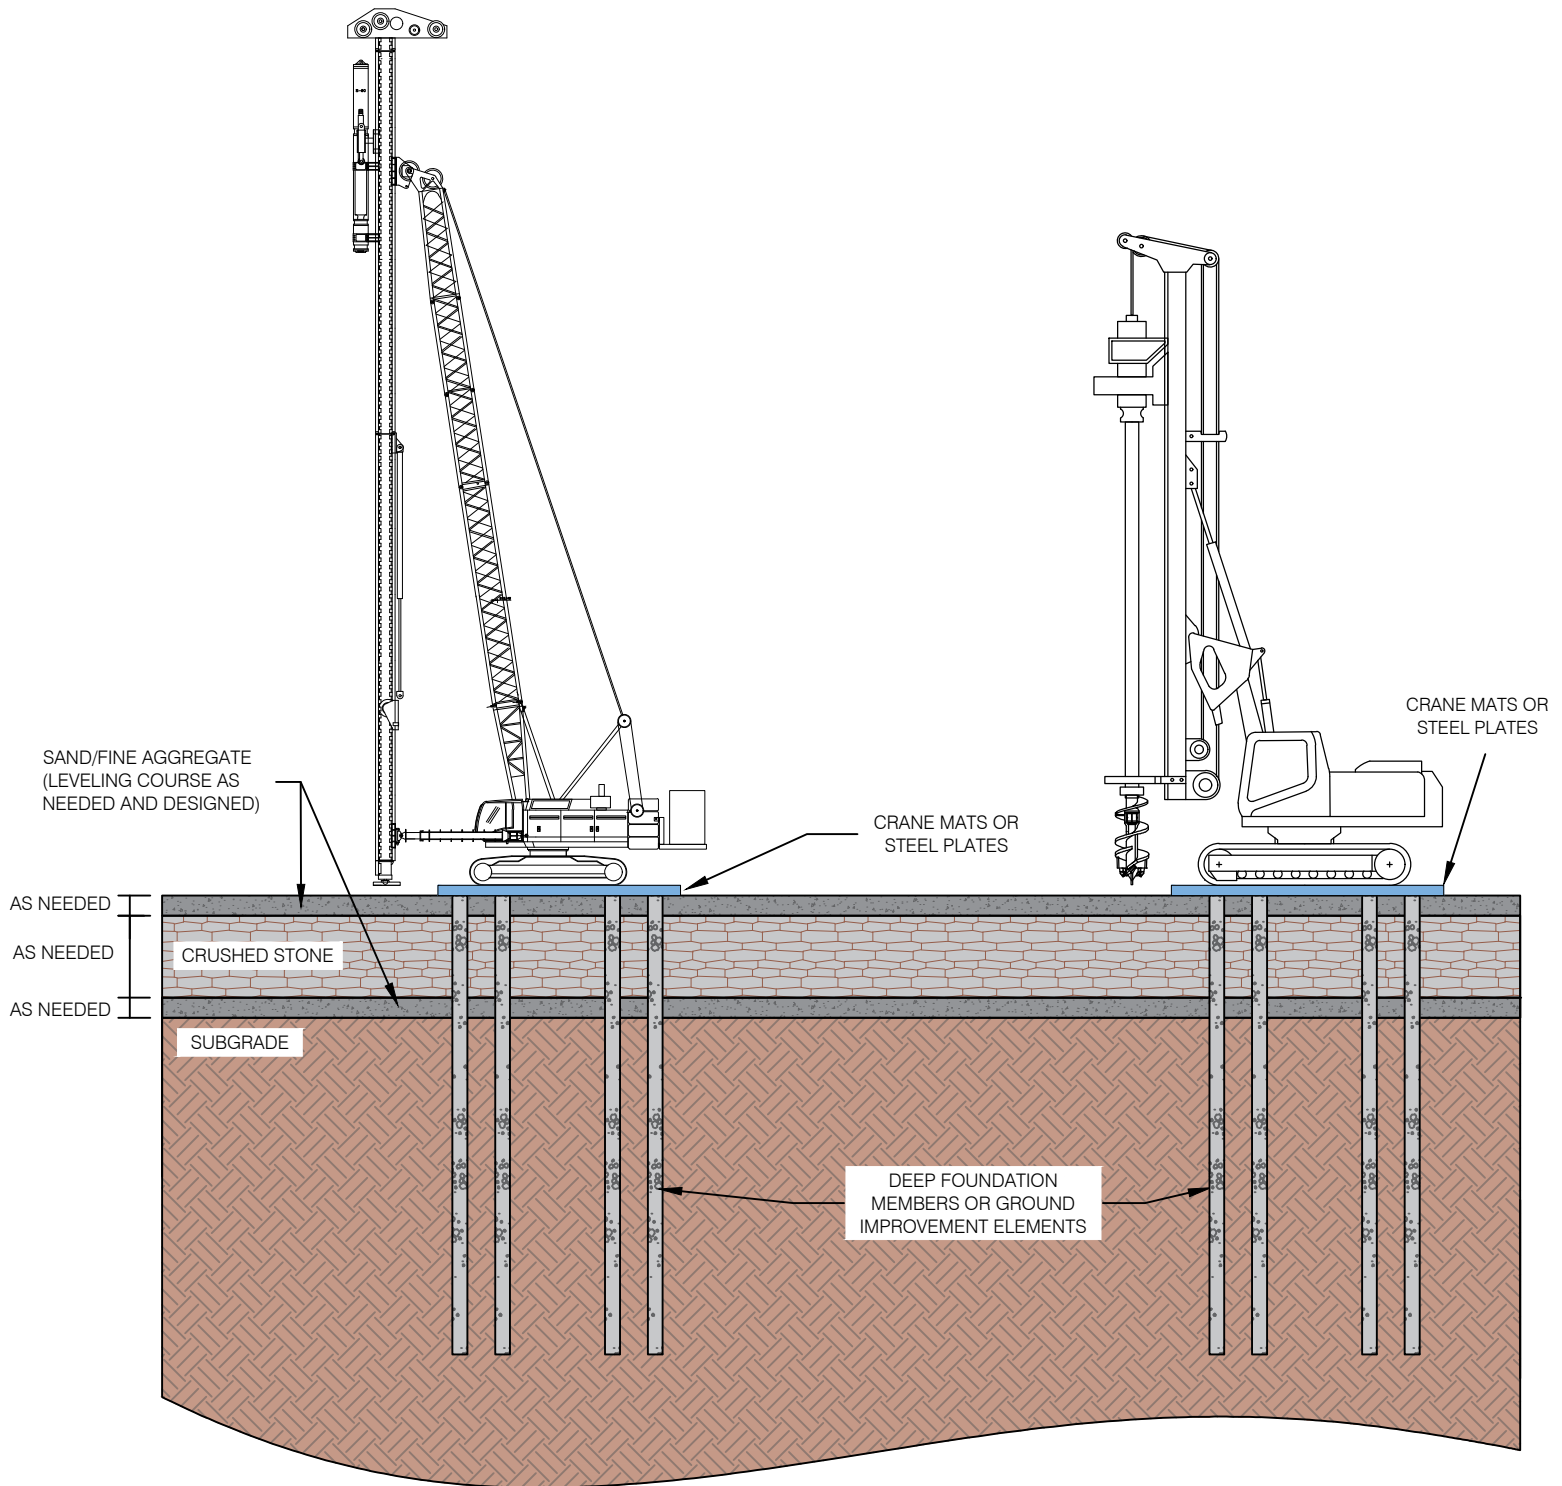 CRANE MATS OR
STEEL PLATES
SAND/FINE AGGREGATE
(LEVELING COURSE AS
NEEDED AND DESIGNED)
CRANE MATS OR
STEEL PLATES
AS NEEDED
AS NEEDED
CRUSHED STONE
AS NEEDED
SUBGRADE
DEEP FOUNDATION
MEMBERS OR GROUND
IMPROVEMENT ELEMENTS